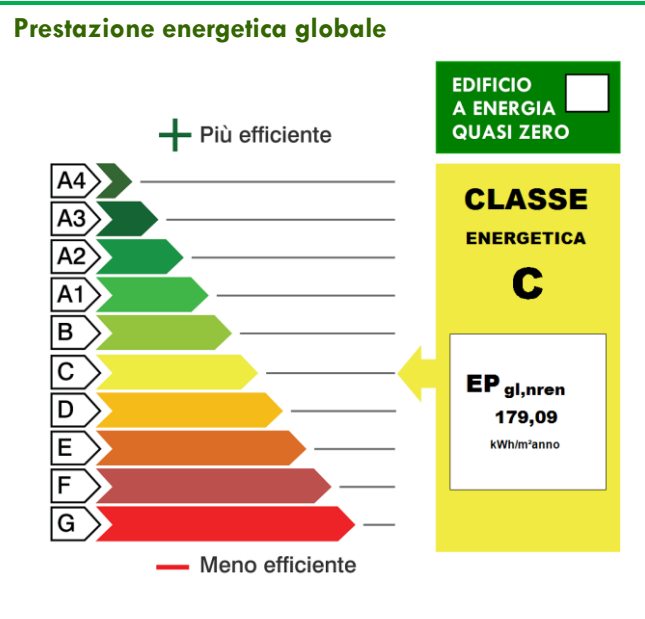 Prestazione energetica globale
EDIFICIO
A ENERGIA
QUASI ZERO
Più efficiente
A4
A3
A2
A1
B
C
D
E
F
G
Meno efficiente
CLASSE
ENERGETICA
C
EP gl,nren
179,09
kWh/m²anno